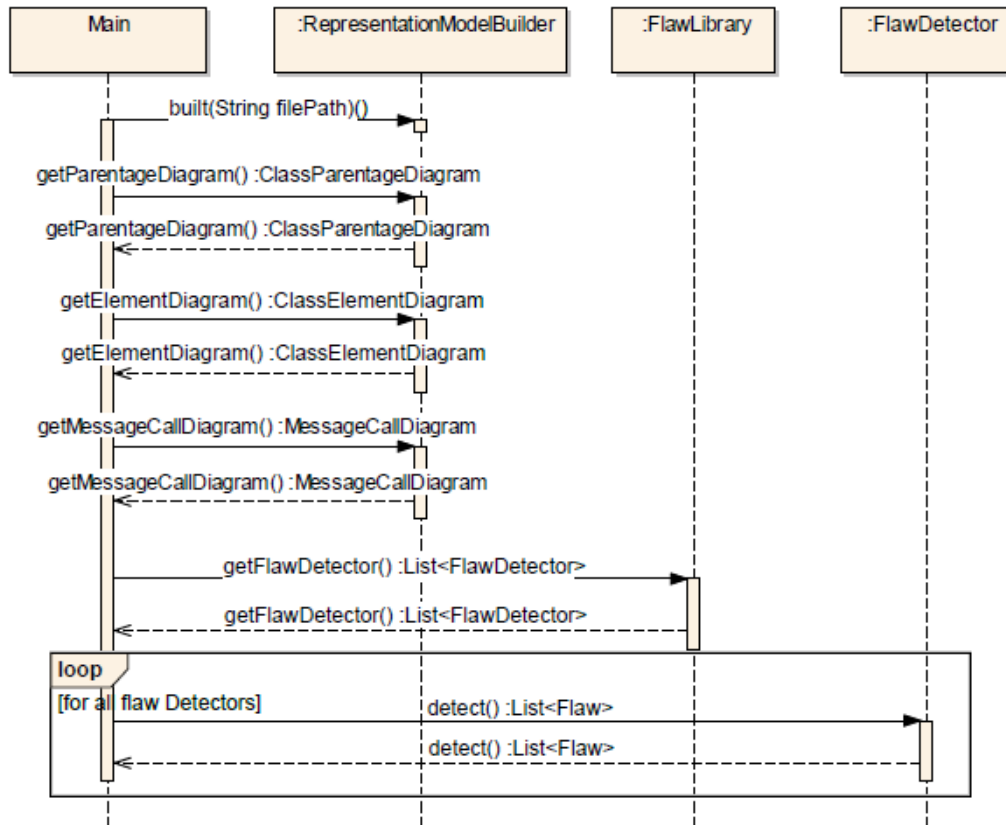 Main
:RepresentationModelBuilder
:FlawLibrary
:FlawDetector
built(String filePath)()
getParentageDiagram() :ClassParentageDiagram
getParentageDiagram() :ClassParentageDiagram
getElementDiagram() :ClassElementDiagram
getElementDiagram() :ClassElementDiagram
getMessageCallDiagram() :MessageCallDiagram
getMessageCallDiagram() :MessageCallDiagram
getFlawDetector() :List<FlawDetector>
getFlawDetector() :List<FlawDetector>
loop
[for all flaw Detectors]
detect() :List<Flaw>
detect() :List<Flaw>